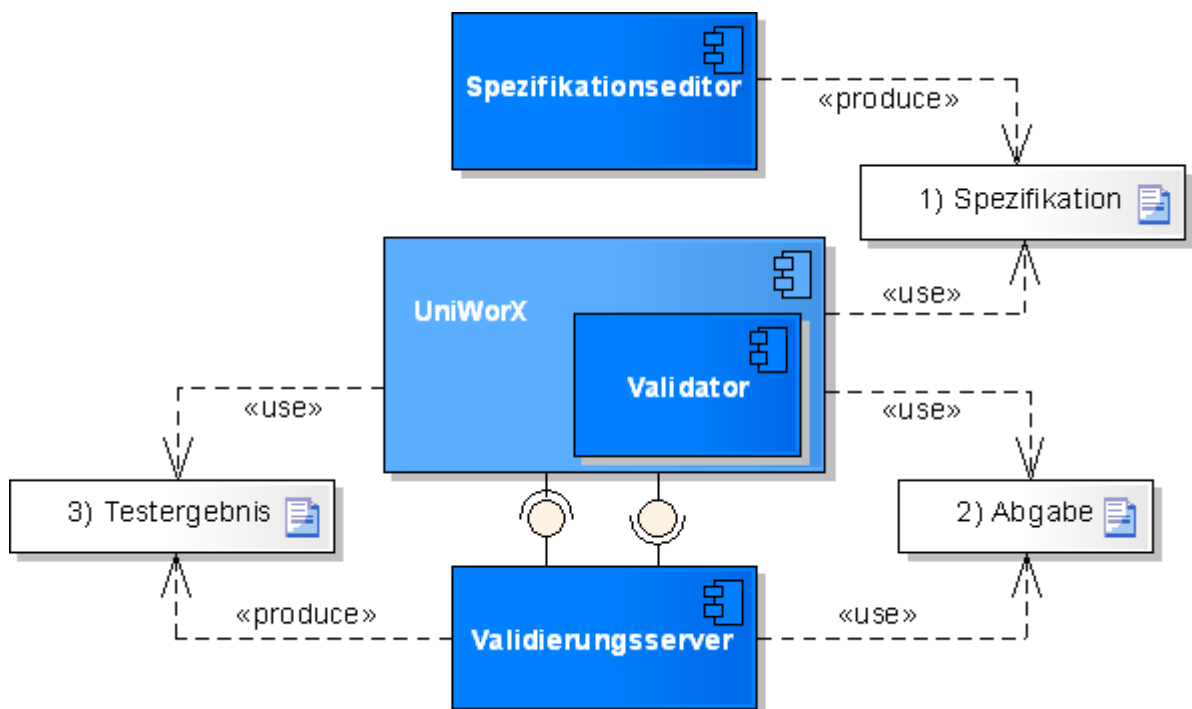 Spezifikationseditor
«produce»
1) Spezifikation
«use»
UniWorX
Validator
«use»
«use»
3) Testergebnis
2) Abgabe
«produce»
«use»
Validierungsserver